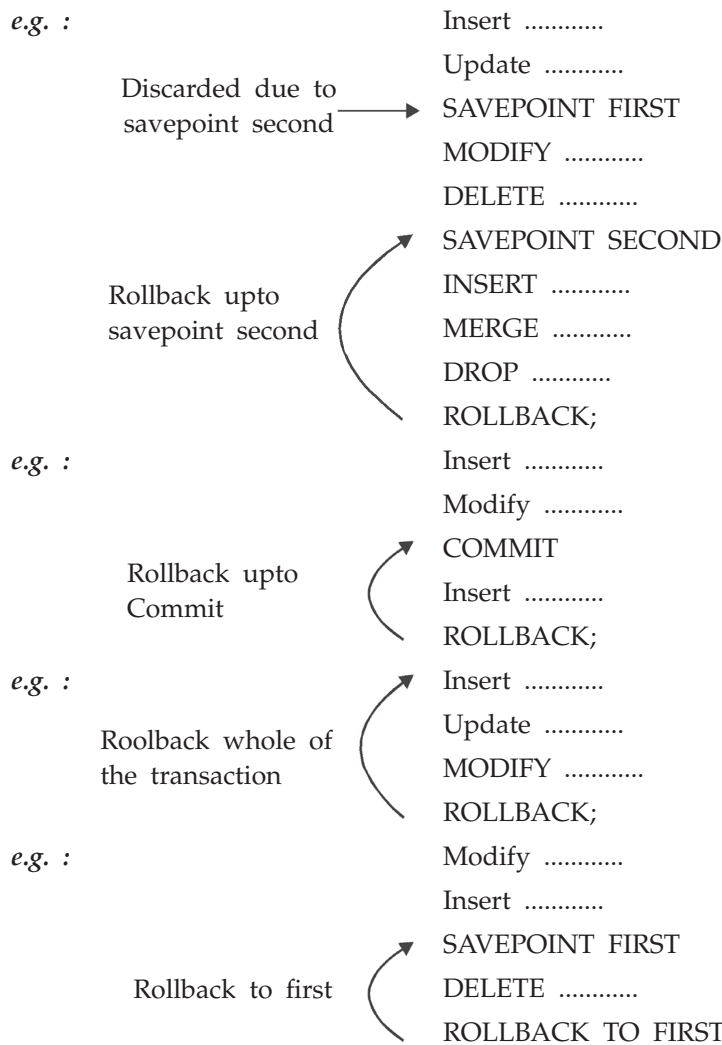 e.g. : Insert ............
Update ............
Discarded due to
savepoint second
SAVEPOINT FIRST
MODIFY ............
DELETE ............
SAVEPOINT SECOND
Rollback upto
savepoint second
INSERT ............
MERGE ............
DROP ............
ROLLBACK;
e.g. : Insert ............
Modify ............
COMMIT
Rollback upto
Commit
Insert ............
ROLLBACK;
e.g. : Insert ............
Update ............
Roolback whole of
the transaction
MODIFY ............
ROLLBACK;
e.g. : Modify ............
Insert ............
SAVEPOINT FIRST
Rollback to first DELETE ............
ROLLBACK TO FIRST